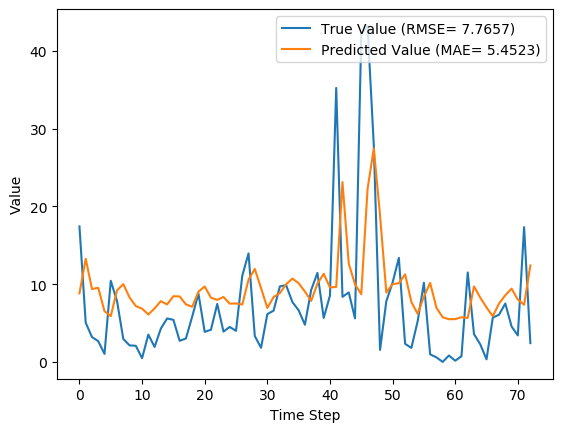 True Value (RMSE= 7.7657)
Predicted Value (MAE= 5.4523)
Value
40
30
20
10
0
0 10 20 30 40 50 60 70
Time Step